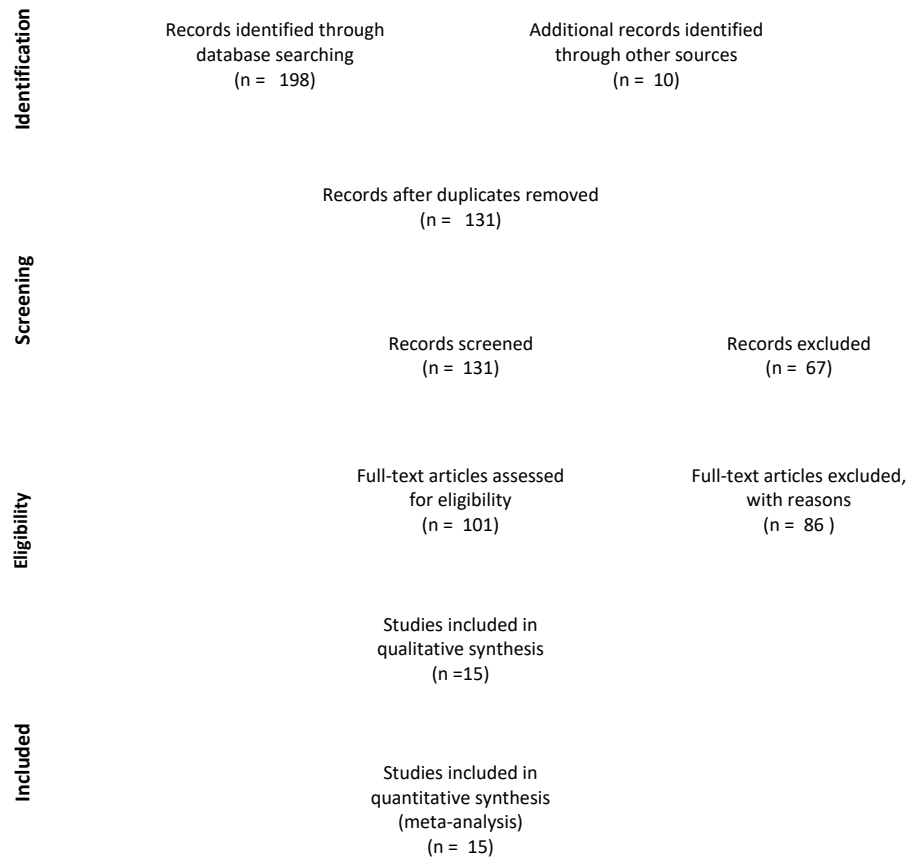 Identification
Records identified through
database searching
(n = 198)
Additional records identified
through other sources
(n = 10)
Records after duplicates removed
(n = 131)
Screening
Records screened
(n = 131)
Records excluded
(n = 67)
Eligibility
Full-text articles assessed
for eligibility
(n = 101)
Full-text articles excluded,
with reasons
(n = 86 )
Studies included in
qualitative synthesis
(n =15)
Included
Studies included in
quantitative synthesis
(meta-analysis)
(n = 15)